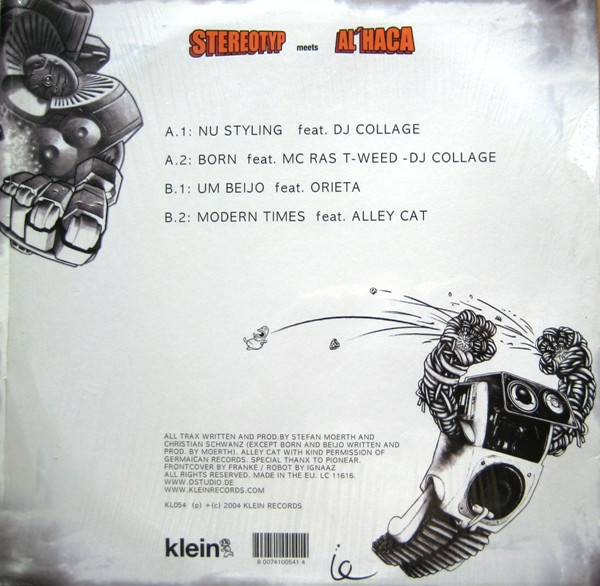 STEREOTYP meets AL'HACA
A.1: NU STYLING feat. DJ COLLAGE
A.2: BORN feat. MC RAS T-WEED -DJ COLLAGE
B.1: UM BEIJO feat. ORIETA
B.2: MODERN TIMES feat. ALLEY CAT
ALL TRAX WRITTEN AND PROD.BY STEFAN MOERTH AND
CHRISTIAN SCHWANZ (EXCEPT BORN AND BEIJO WRITTEN AND
PROD. BY MOERTH). ALLEY CAT WITH KIND PERMISSION OF
GERMAICAN RECORDS. SPECIAL THANX TO PIONEAR.
FRONTCOVER BY FRANKE / ROBOT BY IGNAAZ
ALL RIGHTS RESERVED. MADE IN THE EU. LC 11616.
WWW.DSTUDIO.DE
WWW.KLEINRECORDS.COM
KL054 (p) +(c) 2004 KLEIN RECORDS
klein
8 0074100541 4